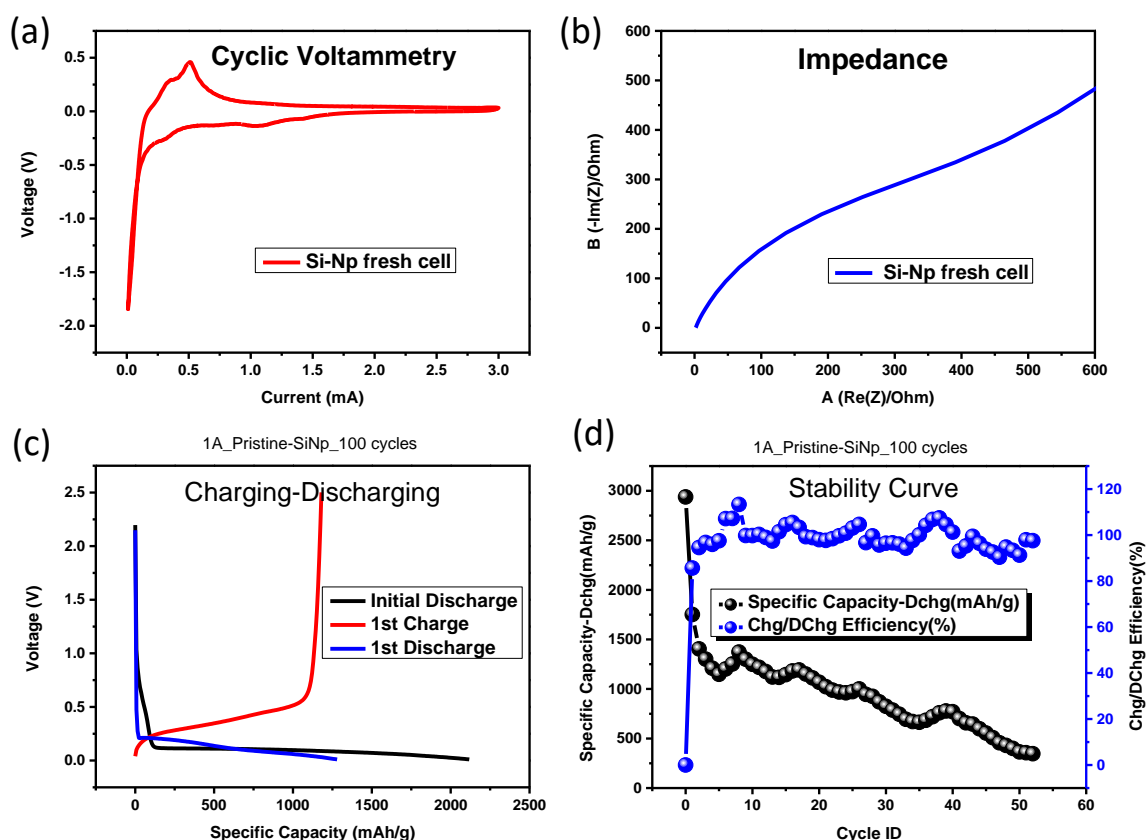 (a)
Cyclic Voltammetry
0.5
0.0
-0.5
-1.0
-1.5
-2.0
Voltage (V)
Si-Np fresh cell
0.0 0.5 1.0 1.5 2.0 2.5 3.0
Current (mA)
(b)
Impedance
600
500
400
300
200
100
0
B (-Im(Z)/Ohm)
Si-Np fresh cell
0 100 200 300 400 500 600
A (Re(Z)/Ohm)
(c)
1A_Pristine-SiNp_100 cycles
Charging-Discharging
2.5
2.0
1.5
1.0
0.5
0.0
Voltage (V)
Initial Discharge
1st Charge
1st Discharge
0 500 1000 1500 2000 2500
Specific Capacity (mAh/g)
(d)
1A_Pristine-SiNp_100 cycles
Stability Curve
3000
2500
2000
1750
1500
1250
1000
750
500
250
0
Specific Capacity-Dchg(mAh/g)
Specific Capacity-Dchg(mAh/g)
Chg/DChg Efficiency(%)
120
100
80
60
40
20
0
Chg/DChg Efficiency(%)
0 10 20 30 40 50 60
Cycle ID